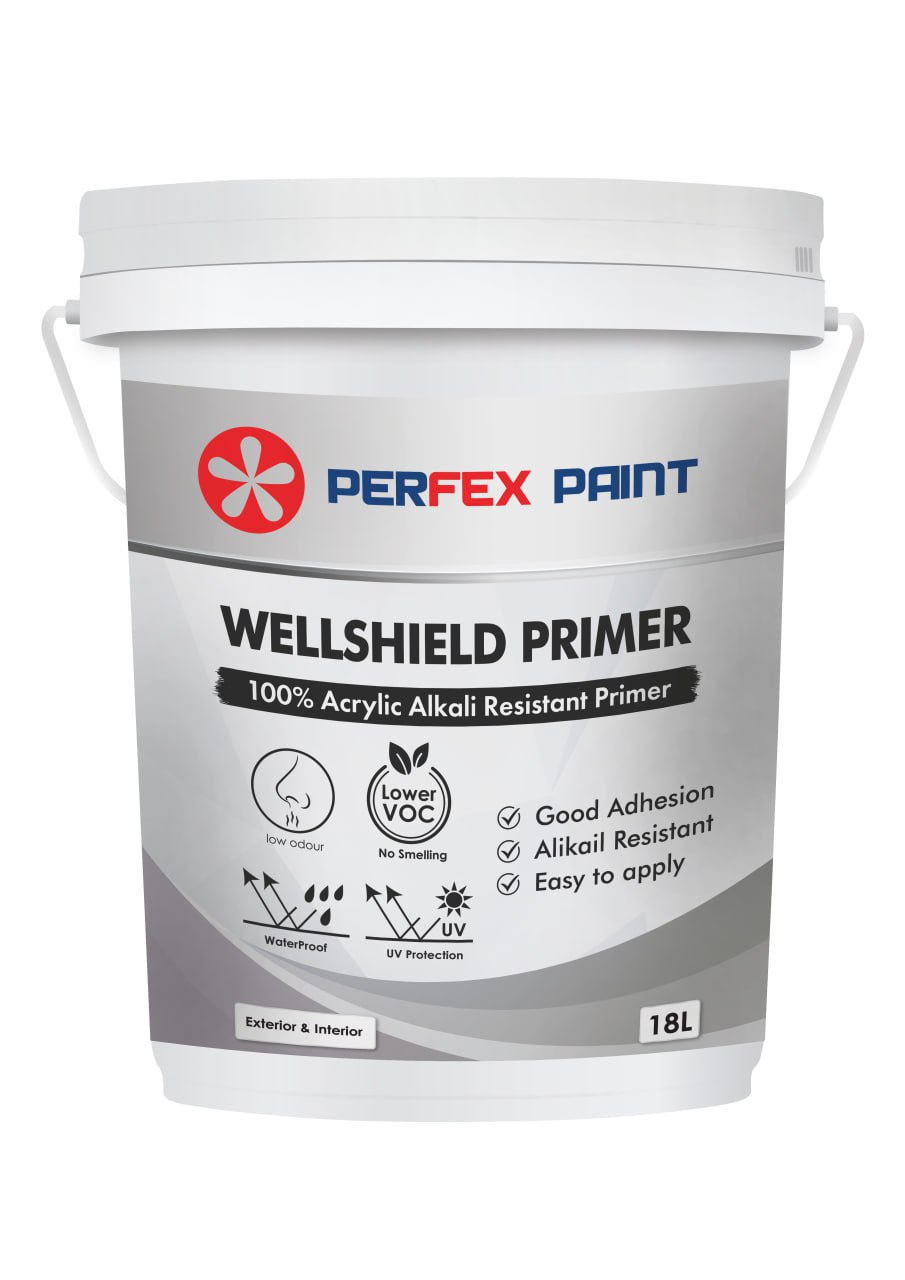 PERFEX PAINT
WELLSHIELD PRIMER
100% Acrylic Alkali Resistant Primer
low odour
Lower
VOC
No Smelling
Good Adhesion
Alikail Resistant
Easy to apply
WaterProof
UV
UV Protection
Exterior & Interior
18L